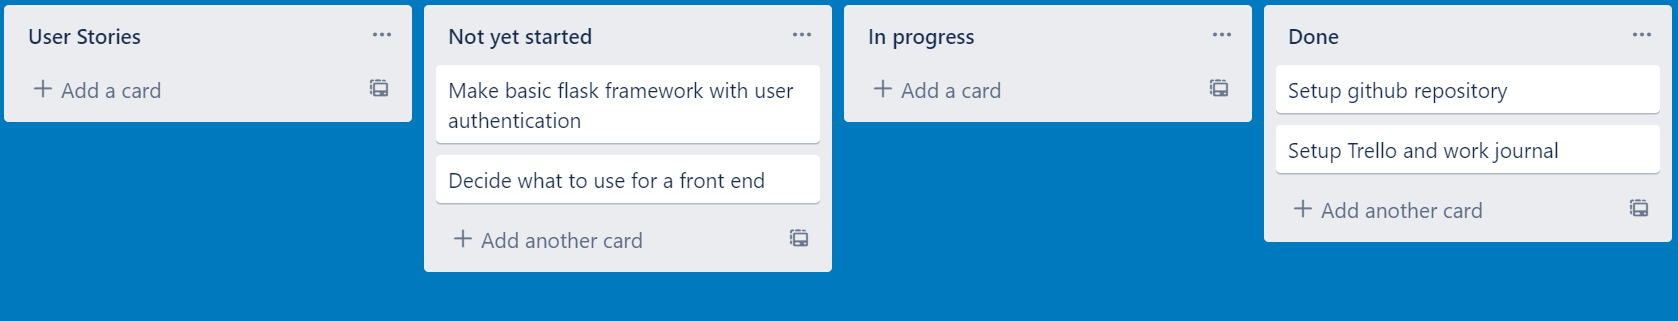 User Stories
Add a card
Not yet started
Make basic flask framework with user
authentication
Decide what to use for a front end
Add another card
In progress
Add a card
Done
Setup github repository
Setup Trello and work journal
Add another card